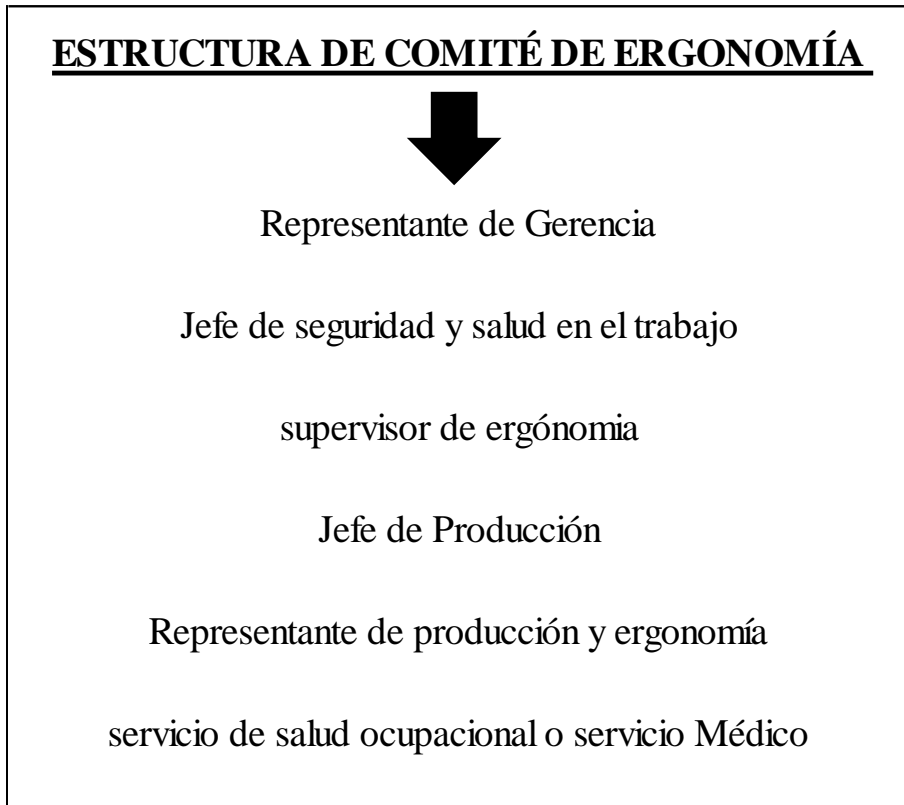 ESTRUCTURA DE COMITÉ DE ERGONOMÍA
Representante de Gerencia
Jefe de seguridad y salud en el trabajo
supervisor de ergónomia
Jefe de Producción
Representante de producción y ergonomía
servicio de salud ocupacional o servicio Médico